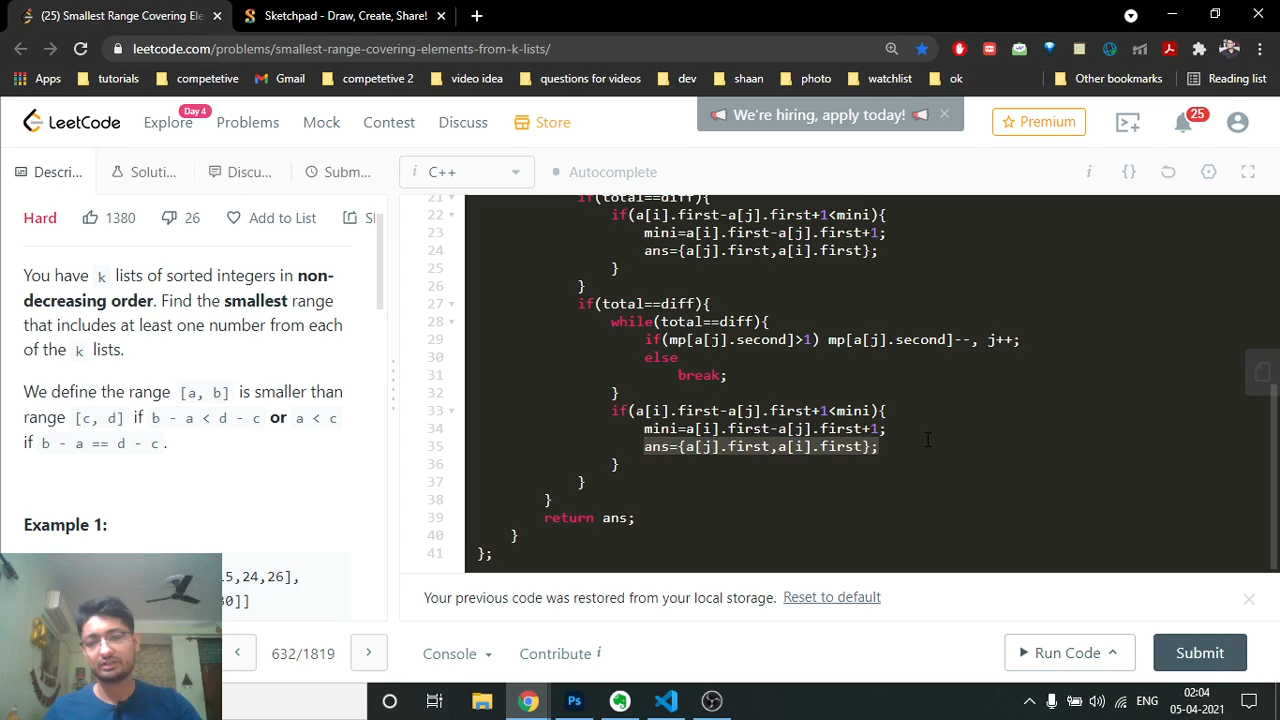 (25) Smallest Range Covering Ele
Sketchpad - Draw, Create, Share!
leetcode.com/problems/smallest-range-covering-elements-from-k-lists/
Apps tutorials competetive Gmail competetive 2 video idea questions for videos dev shaan photo watchlist ok Other bookmarks Reading list
LeetCode Explore Day 4 Problems Mock Contest Discuss Store
We're hiring, apply today!
Premium 25
Descri... Soluti... Discu... Subm...
i C++ Autocomplete
Hard 1380 26 Add to List
You have k lists of sorted integers in non-
decreasing order. Find the smallest range
that includes at least one number from each
of the k lists.
We define the range [a, b] is smaller than
range [c, d] if b - a < d - c or a < c
if b - a == d - c.
Example 1:
15,24,26],
0]]
21 if(total==diff){
22 if(a[i].first-a[j].first+1<mini){
23 mini=a[i].first-a[j].first+1;
24 ans={a[j].first,a[i].first};
25 }
26 }
27 if(total==diff){
28 while(total==diff){
29 if(mp[a[j].second]>1) mp[a[j].second]--, j++;
30 else
31 break;
32 }
33 if(a[i].first-a[j].first+1<mini){
34 mini=a[i].first-a[j].first+1;
35 ans={a[j].first,a[i].first};
36 }
37 }
38 }
39 return ans;
40 }
41 };
Your previous code was restored from your local storage. Reset to default
632/1819
Console Contribute i
Run Code Submit
ENG
02:04
05-04-2021